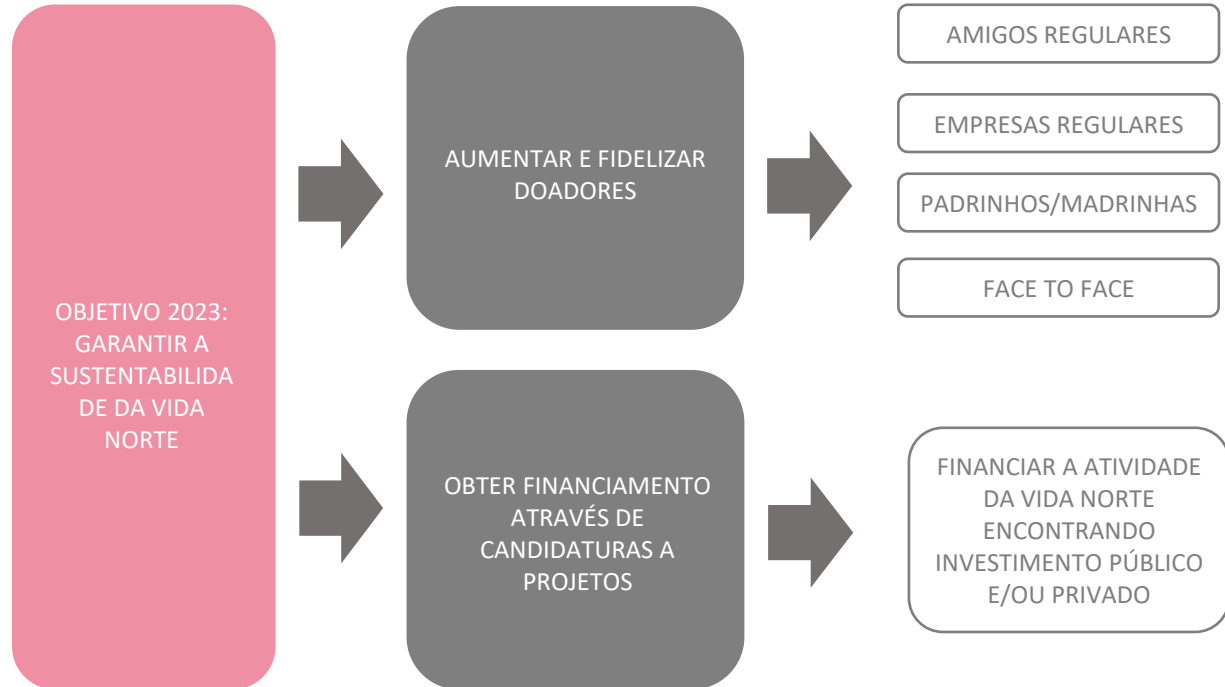 OBJETIVO 2023:
GARANTIR A
SUSTENTABILIDA
DE DA VIDA
NORTE
AUMENTAR E FIDELIZAR
DOADORES
AMIGOS REGULARES
EMPRESAS REGULARES
PADRINHOS/MADRINHAS
FACE TO FACE
OBTER FINANCIAMENTO
ATRAVÉS DE
CANDIDATURAS A
PROJETOS
FINANCIAR A ATIVIDADE
DA VIDA NORTE
ENCONTRANDO
INVESTIMENTO PÚBLICO
E/OU PRIVADO